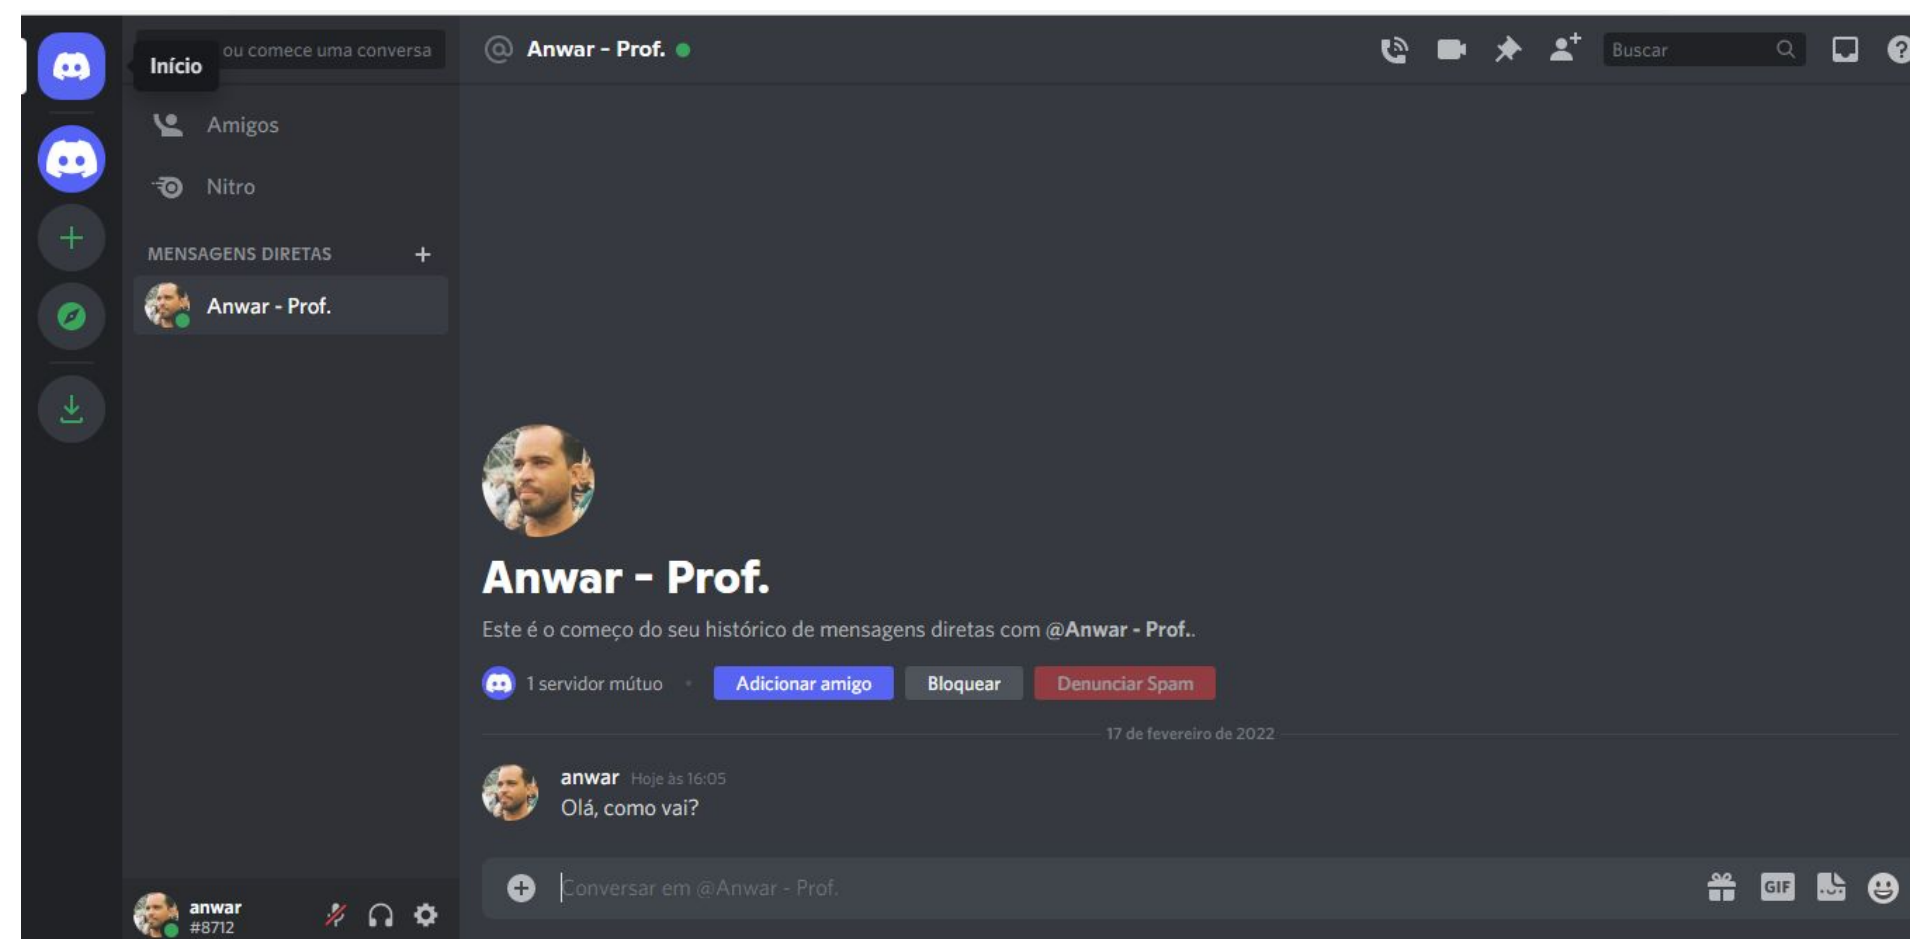 Início
ou comece uma conversa
Amigos
Nitro
MENSAGENS DIRETAS
Anwar - Prof.
anwar
#8712
Anwar - Prof.
Buscar
Anwar - Prof.
Este é o começo do seu histórico de mensagens diretas com @Anwar - Prof..
1 servidor mútuo
Adicionar amigo
Bloquear
Denunciar Spam
17 de fevereiro de 2022
anwar Hoje às 16:05
Olá, como vai?
Conversar em @Anwar - Prof.
GIF